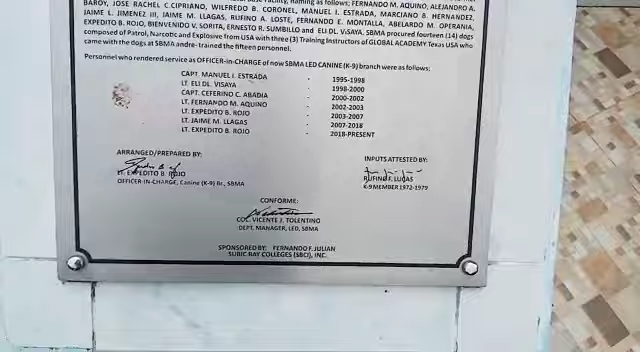 BAROY, JOSE RACHEL C.CIPRIANO, WILFREDO B. CORONEL, MANUEL I. ESTRADA, MARCIANO B. HERNANDEZ,
JAIME L. JIMENEZ III, JAIME M. LLAGAS, RUFINO A. LOSTE, FERNANDO E. MONTALLA, ABELARDO M. OPERANIA,
EXPEDITO B. ROJO, BIENVENIDO V. SORITA, ERNESTO R. SUMBILLO and ELI DL. VISAYA, SBMA procured fourteen (14) dogs
composed of Patrol, Narcotic and Explosive from USA with three (3) Training Instructors of GLOBAL ACADEMY Texas USA who
came with the dogs at SBMA andre- trained the fifteen personnel.
Personnel who rendered service as OFFICER-in-CHARGE of now SBMA LED CANINE (K-9) branch were as follows:
CAPT. MANUEL I. ESTRADA - 1995-1998
LT. ELI DL. VISAYA - 1998-2000
CAPT. CEFERINO C. ABADIA - 2000-2002
LT. FERNANDO M. AQUINO - 2002-2003
LT. EXPEDITO B. ROJO - 2003-2007
LT. JAIME M. LLAGAS - 2007-2018
LT. EXPEDITO B. ROJO - 2018-PRESENT
ARRANGED/PREPARED BY:
LT. EXPEDITO B. ROJO
OFFICER-IN-CHARGE, Canine (K-9) Br., SBMA
INPUTS ATTESTED BY:
RUFINO F. LUGAS
K-9 MEMBER 1972-1979
CONFORME:
COL. VICENTE J. TOLENTINO
DEPT. MANAGER, LED, SBMA
SPONSORED BY: FERNANDO F. JULIAN
SUBIC BAY COLLEGES (SBCI), INC.